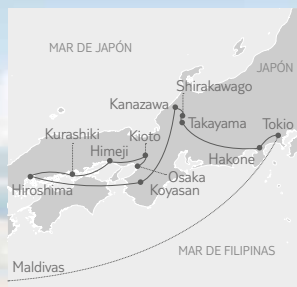 MAR DE JAPÓN
JAPÓN
Shirakawago
Kanazawa
Takayama
Tokio
Kurashiki
Kioto
Himeji
Hakone
Osaka
Hiroshima
Koyasan
MAR DE FILIPINAS
Maldivas